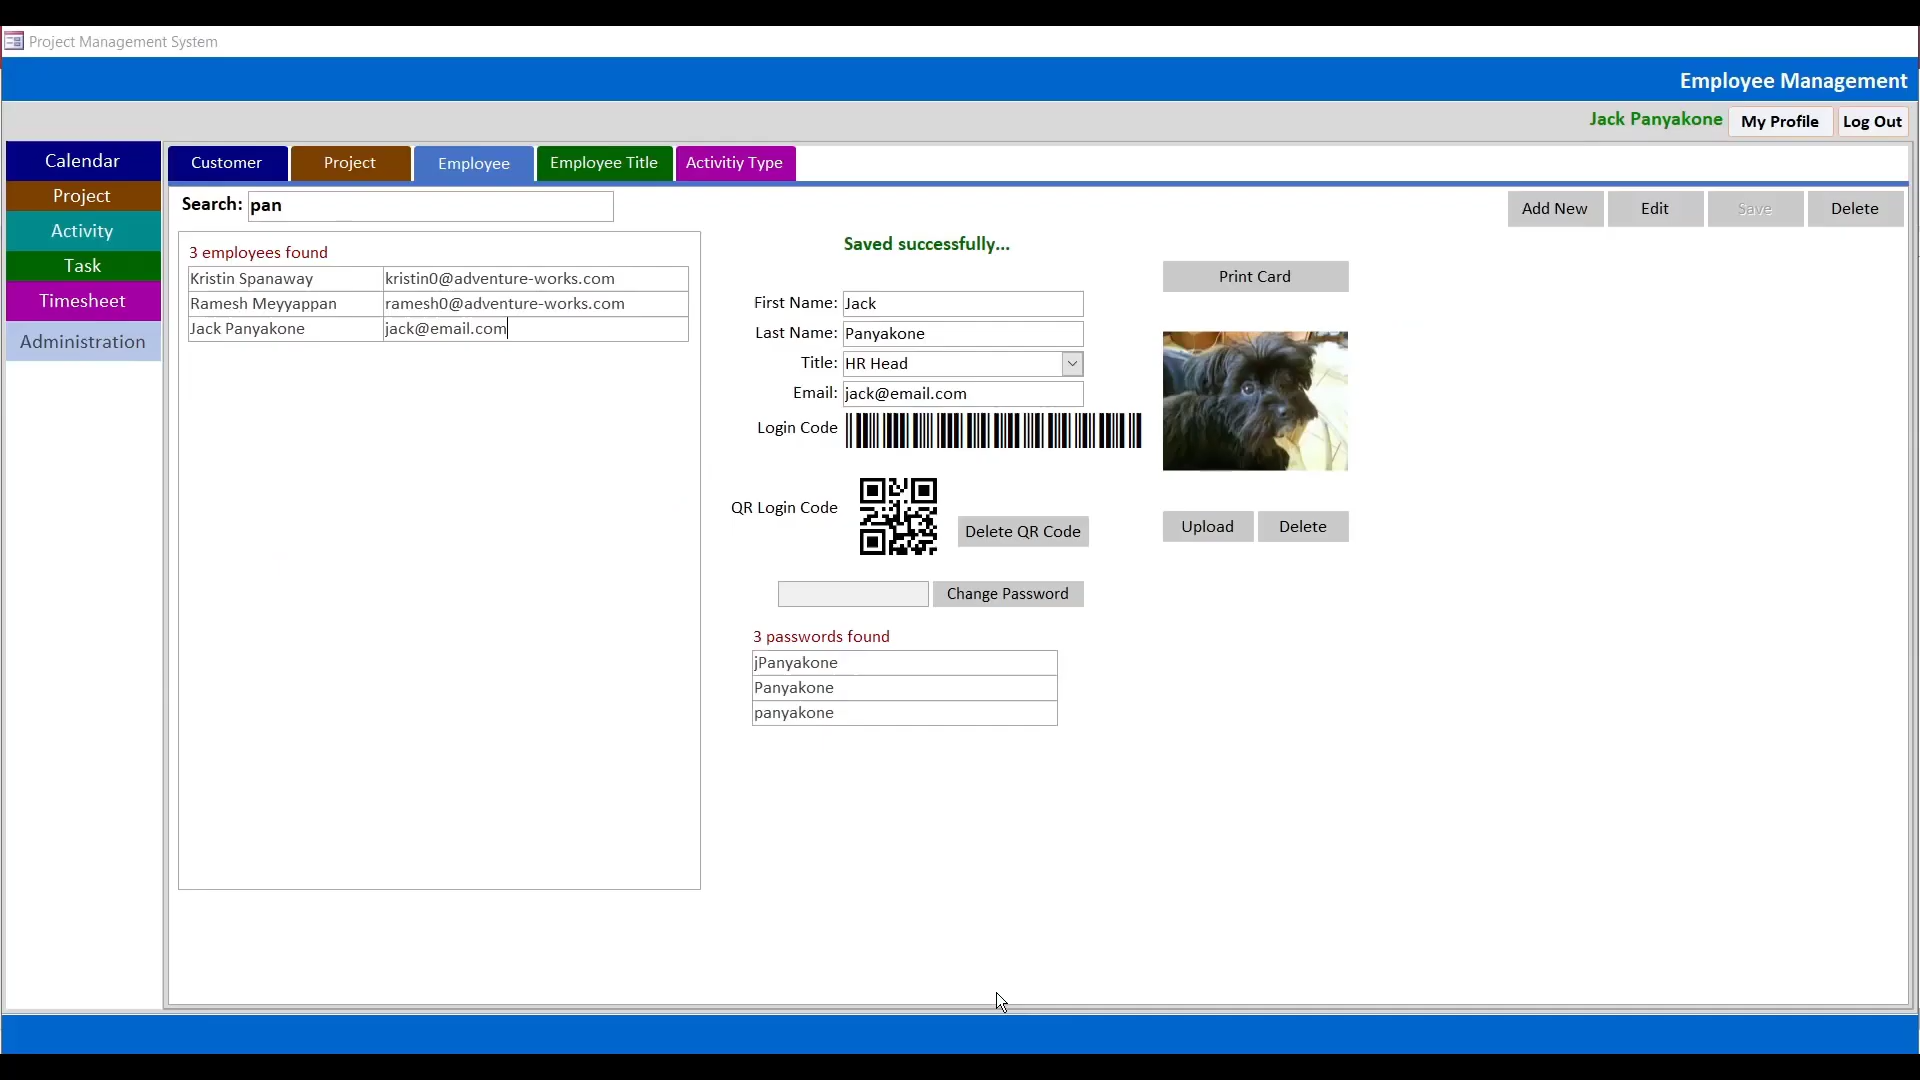 Project Management System
Employee Management
Jack Panyakone My Profile Log Out
Calendar
Project
Activity
Task
Timesheet
Administration
Customer Project Employee Employee Title Activitiy Type
Search: pan
Add New Edit Save Delete
3 employees found
Kristin Spanaway kristin0@adventure-works.com
Ramesh Meyyappan ramesh0@adventure-works.com
Jack Panyakone jack@email.com
Saved successfully...
First Name: Jack
Last Name: Panyakone
Title: HR Head
Email: jack@email.com
Login Code
QR Login Code
Delete QR Code
Change Password
3 passwords found
jPanyakone
Panyakone
panyakone
Print Card
Upload Delete